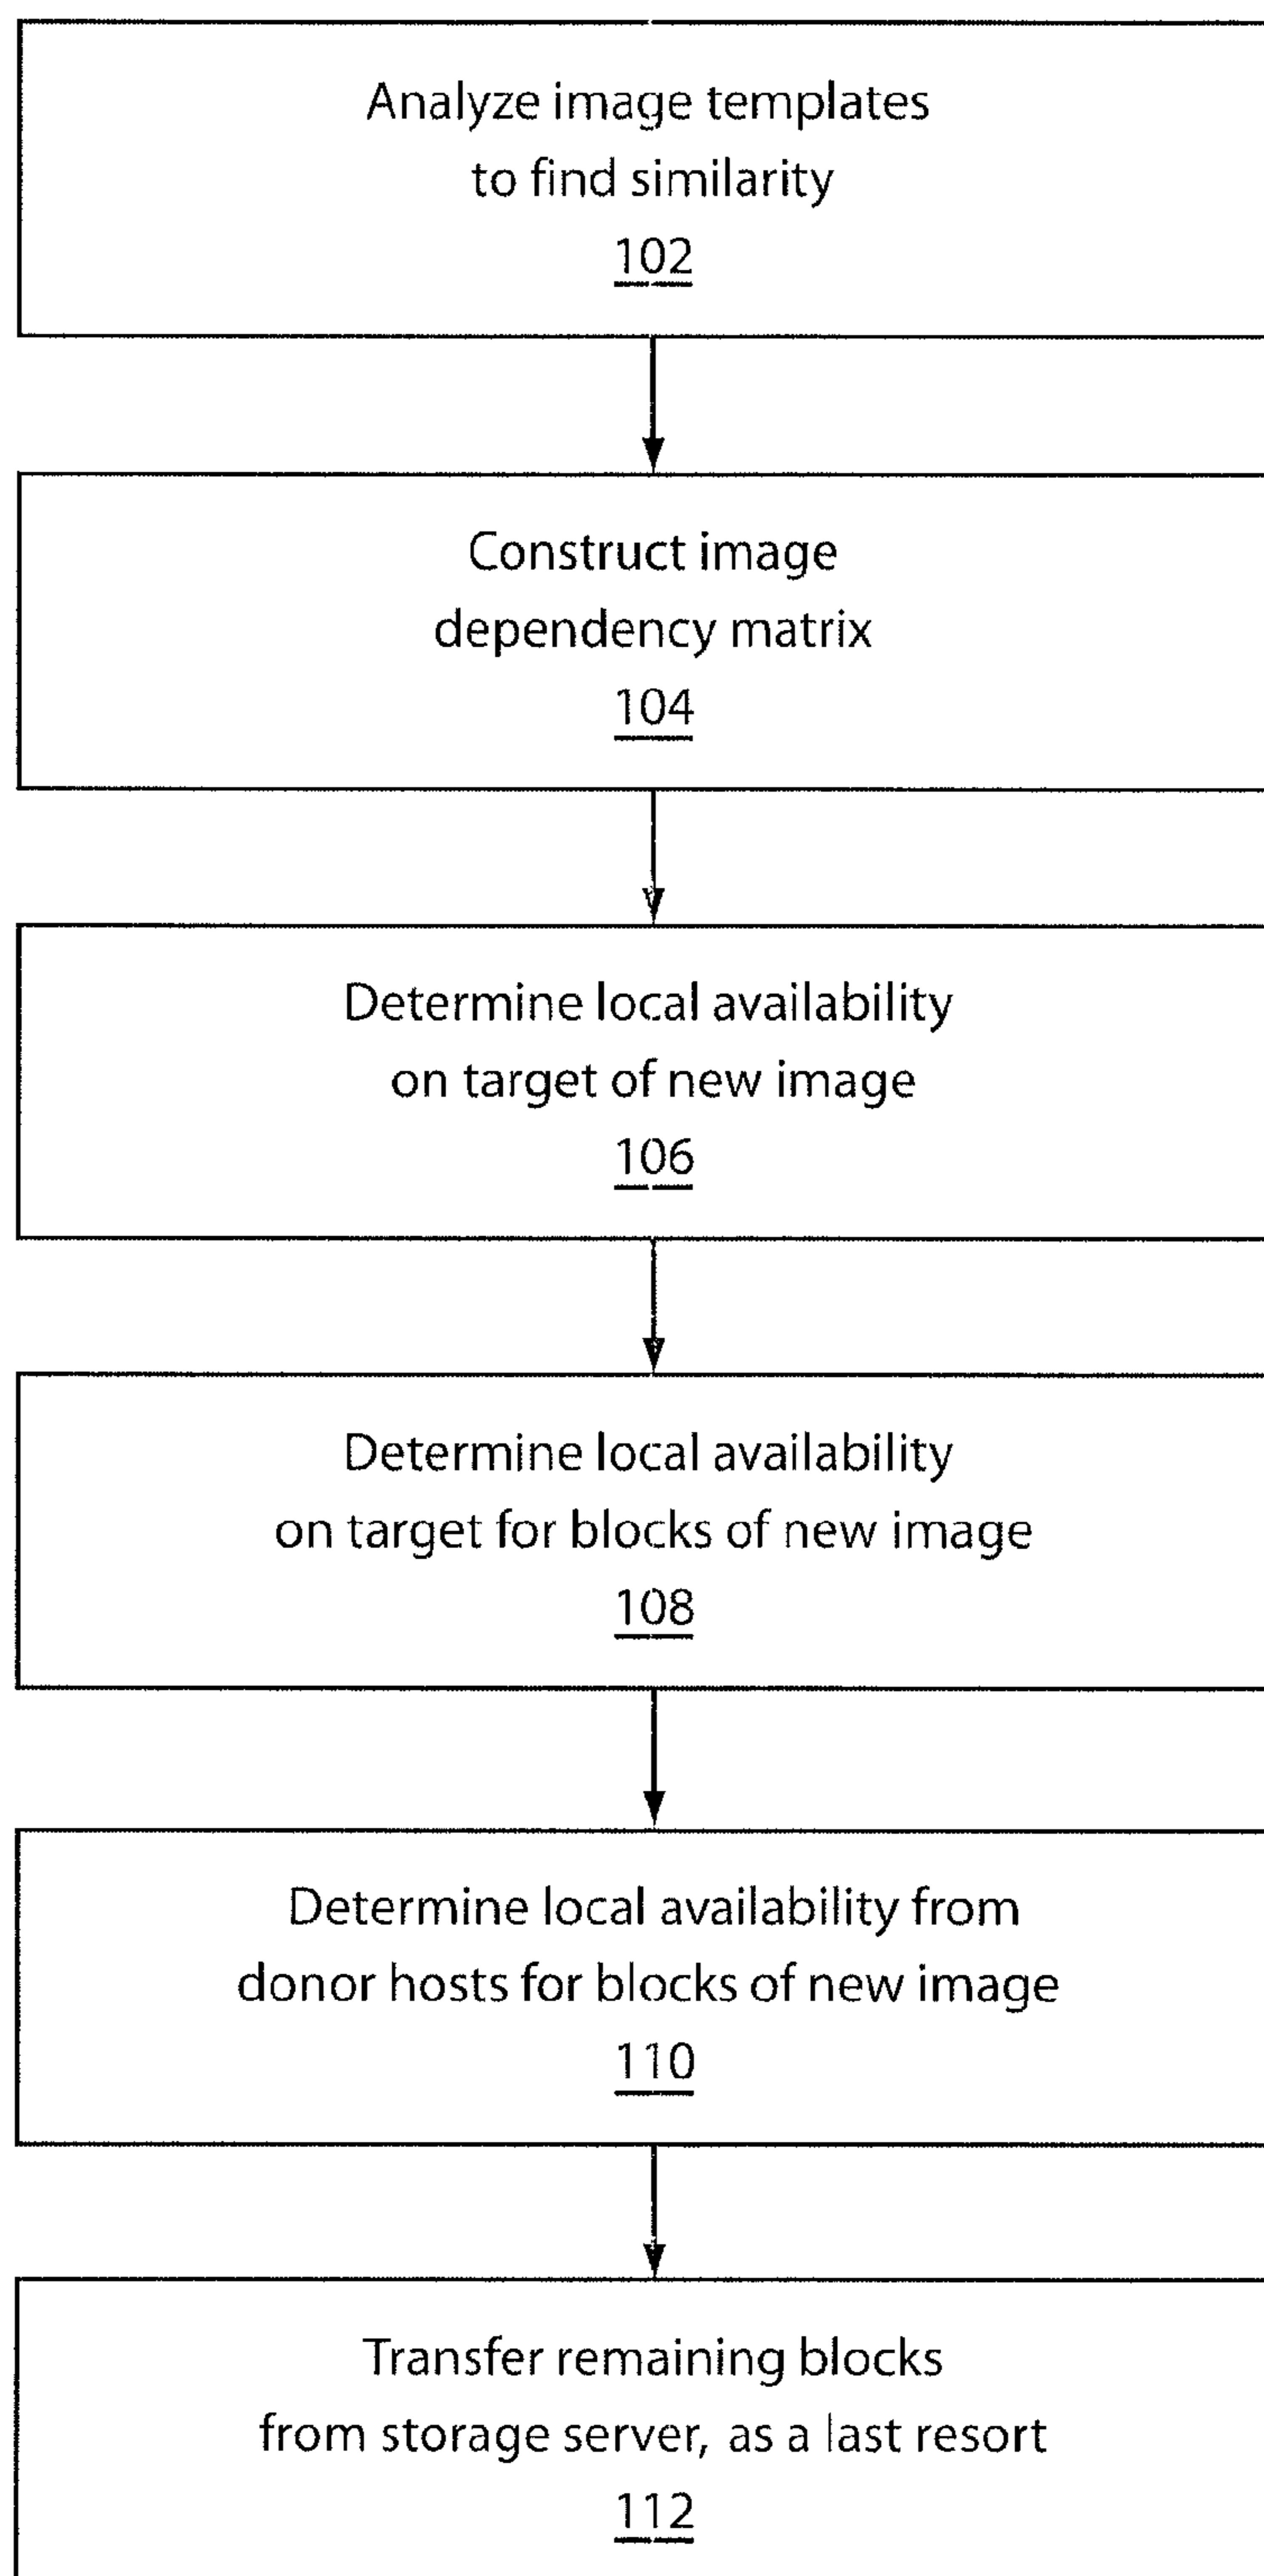 Analyze image templates
to find similarity
102
Construct image
dependency matrix
104
Determine local availability
on target of new image
106
Determine local availability
on target for blocks of new image
108
Determine local availability from
donor hosts for blocks of new image
110
Transfer remaining blocks
from storage server, as a last resort
112